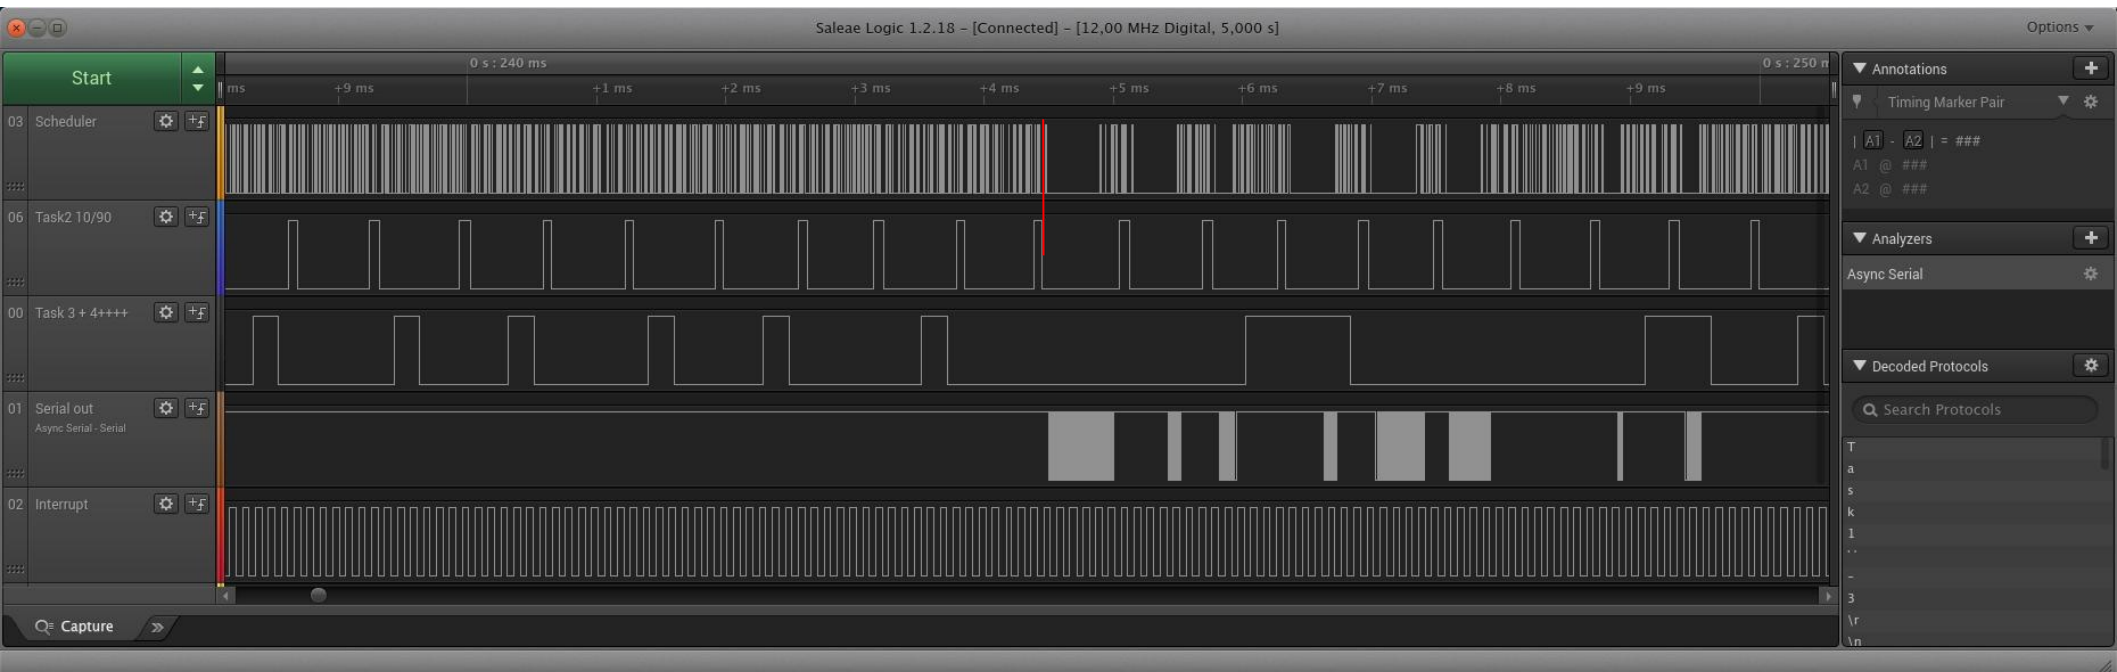 Saleae Logic 1.2.18 – [Connected] – [12,00 MHz Digital, 5,000 s]
Options
Start
0 s : 240 ms
0 s : 250 m
ms
+9 ms
+1 ms
+2 ms
+3 ms
+4 ms
+5 ms
+6 ms
+7 ms
+8 ms
+9 ms
03 Scheduler
06 Task2 10/90
00 Task 3 + 4++++
01 Serial out
Async Serial - Serial
02 Interrupt
Capture
Annotations
Timing Marker Pair
| A1 - A2 | = ###
A1 @ ###
A2 @ ###
Analyzers
Async Serial
Decoded Protocols
Search Protocols
T
a
s
k
1
' '
-
3
\r
\n